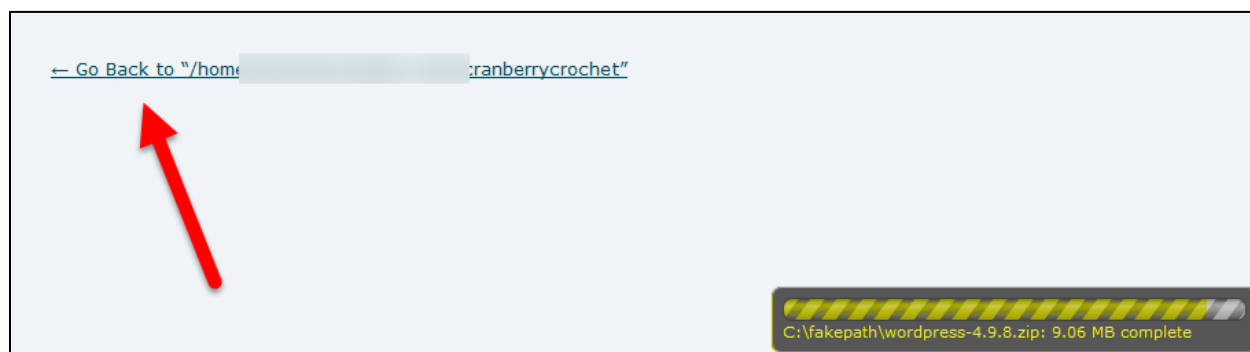 ← Go Back to “/home cranberrycrochet”
C:\fakepath\wordpress-4.9.8.zip: 9.06 MB complete